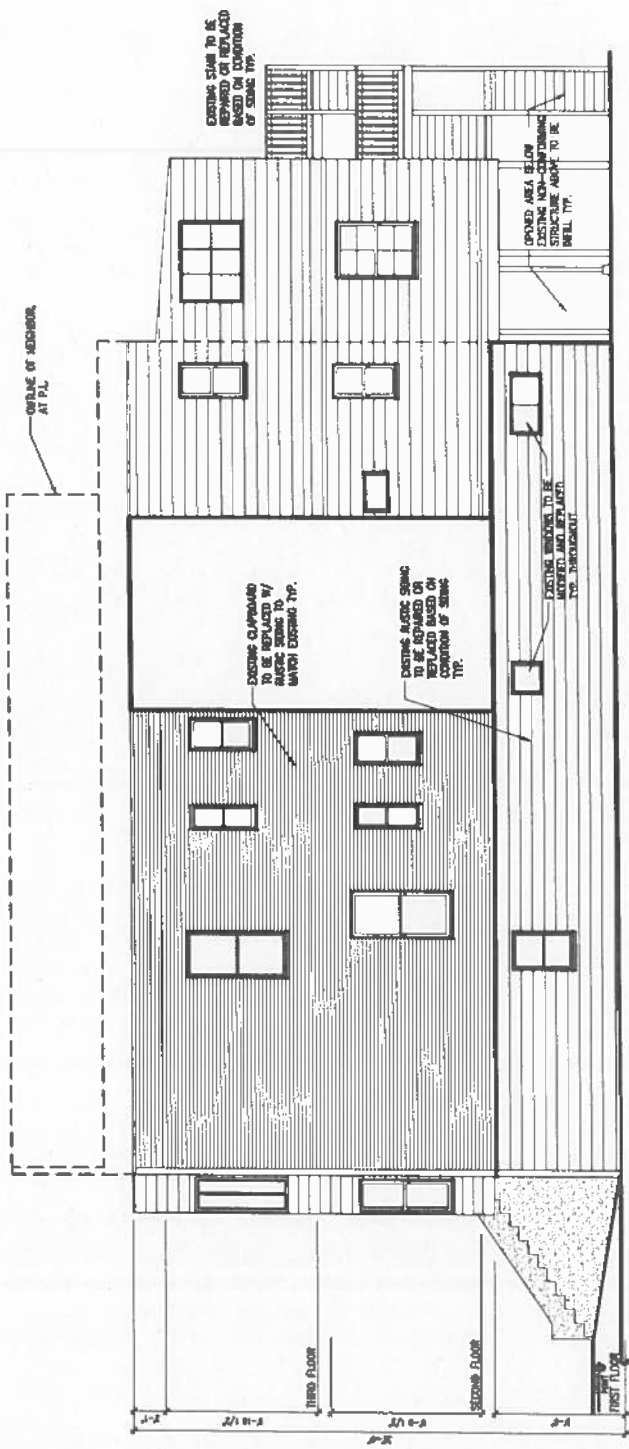 OUTLINE OF NEIGHBOR,
AT P.L.
EXISTING STAIR TO BE
REPAIRED OR REPLACED
BASED ON CONDITION
OF SIDING TYP.
EXISTING CLAPBOARD
TO BE REPLACED W/
RUSTIC SIDING TO
MATCH EXISTING TYP.
EXISTING RUSTIC SIDING
TO BE REPAIRED OR
REPLACED BASED ON
CONDITION OF SIDING
TYP.
EXISTING WINDOWS TO BE
MODIFIED AND REPLACED
TYP. THROUGHOUT
OPENED AREA BELOW
EXISTING NON-CONFORMING
STRUCTURE ABOVE TO BE
INFILL TYP.
THIRD FLOOR
SECOND FLOOR
FIRST FLOOR